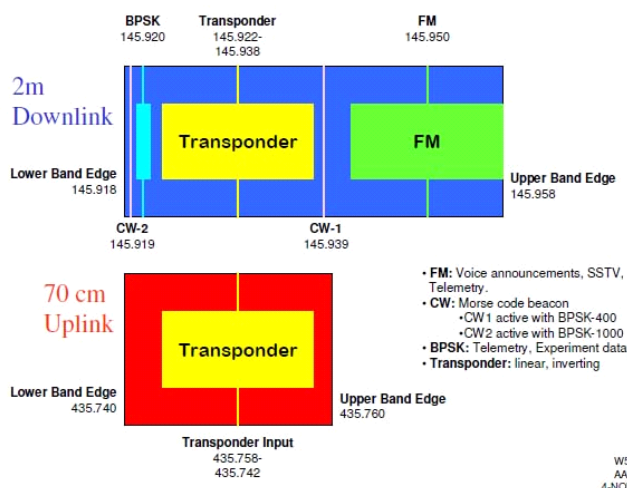 BPSK
145.920
Transponder
145.922-
145.938
FM
145.950
2m
Downlink
Transponder
FM
Lower Band Edge
145.918
Upper Band Edge
145.958
CW-2
145.919
CW-1
145.939
70 cm
Uplink
Transponder
• FM: Voice announcements, SSTV,
Telemetry.
• CW: Morse code beacon
•CW1 active with BPSK-400
•CW2 active with BPSK-1000
• BPSK: Telemetry, Experiment data
• Transponder: linear, inverting
Lower Band Edge
435.740
Upper Band Edge
435.760
Transponder Input
435.758-
435.742
W5
AA
4-NO